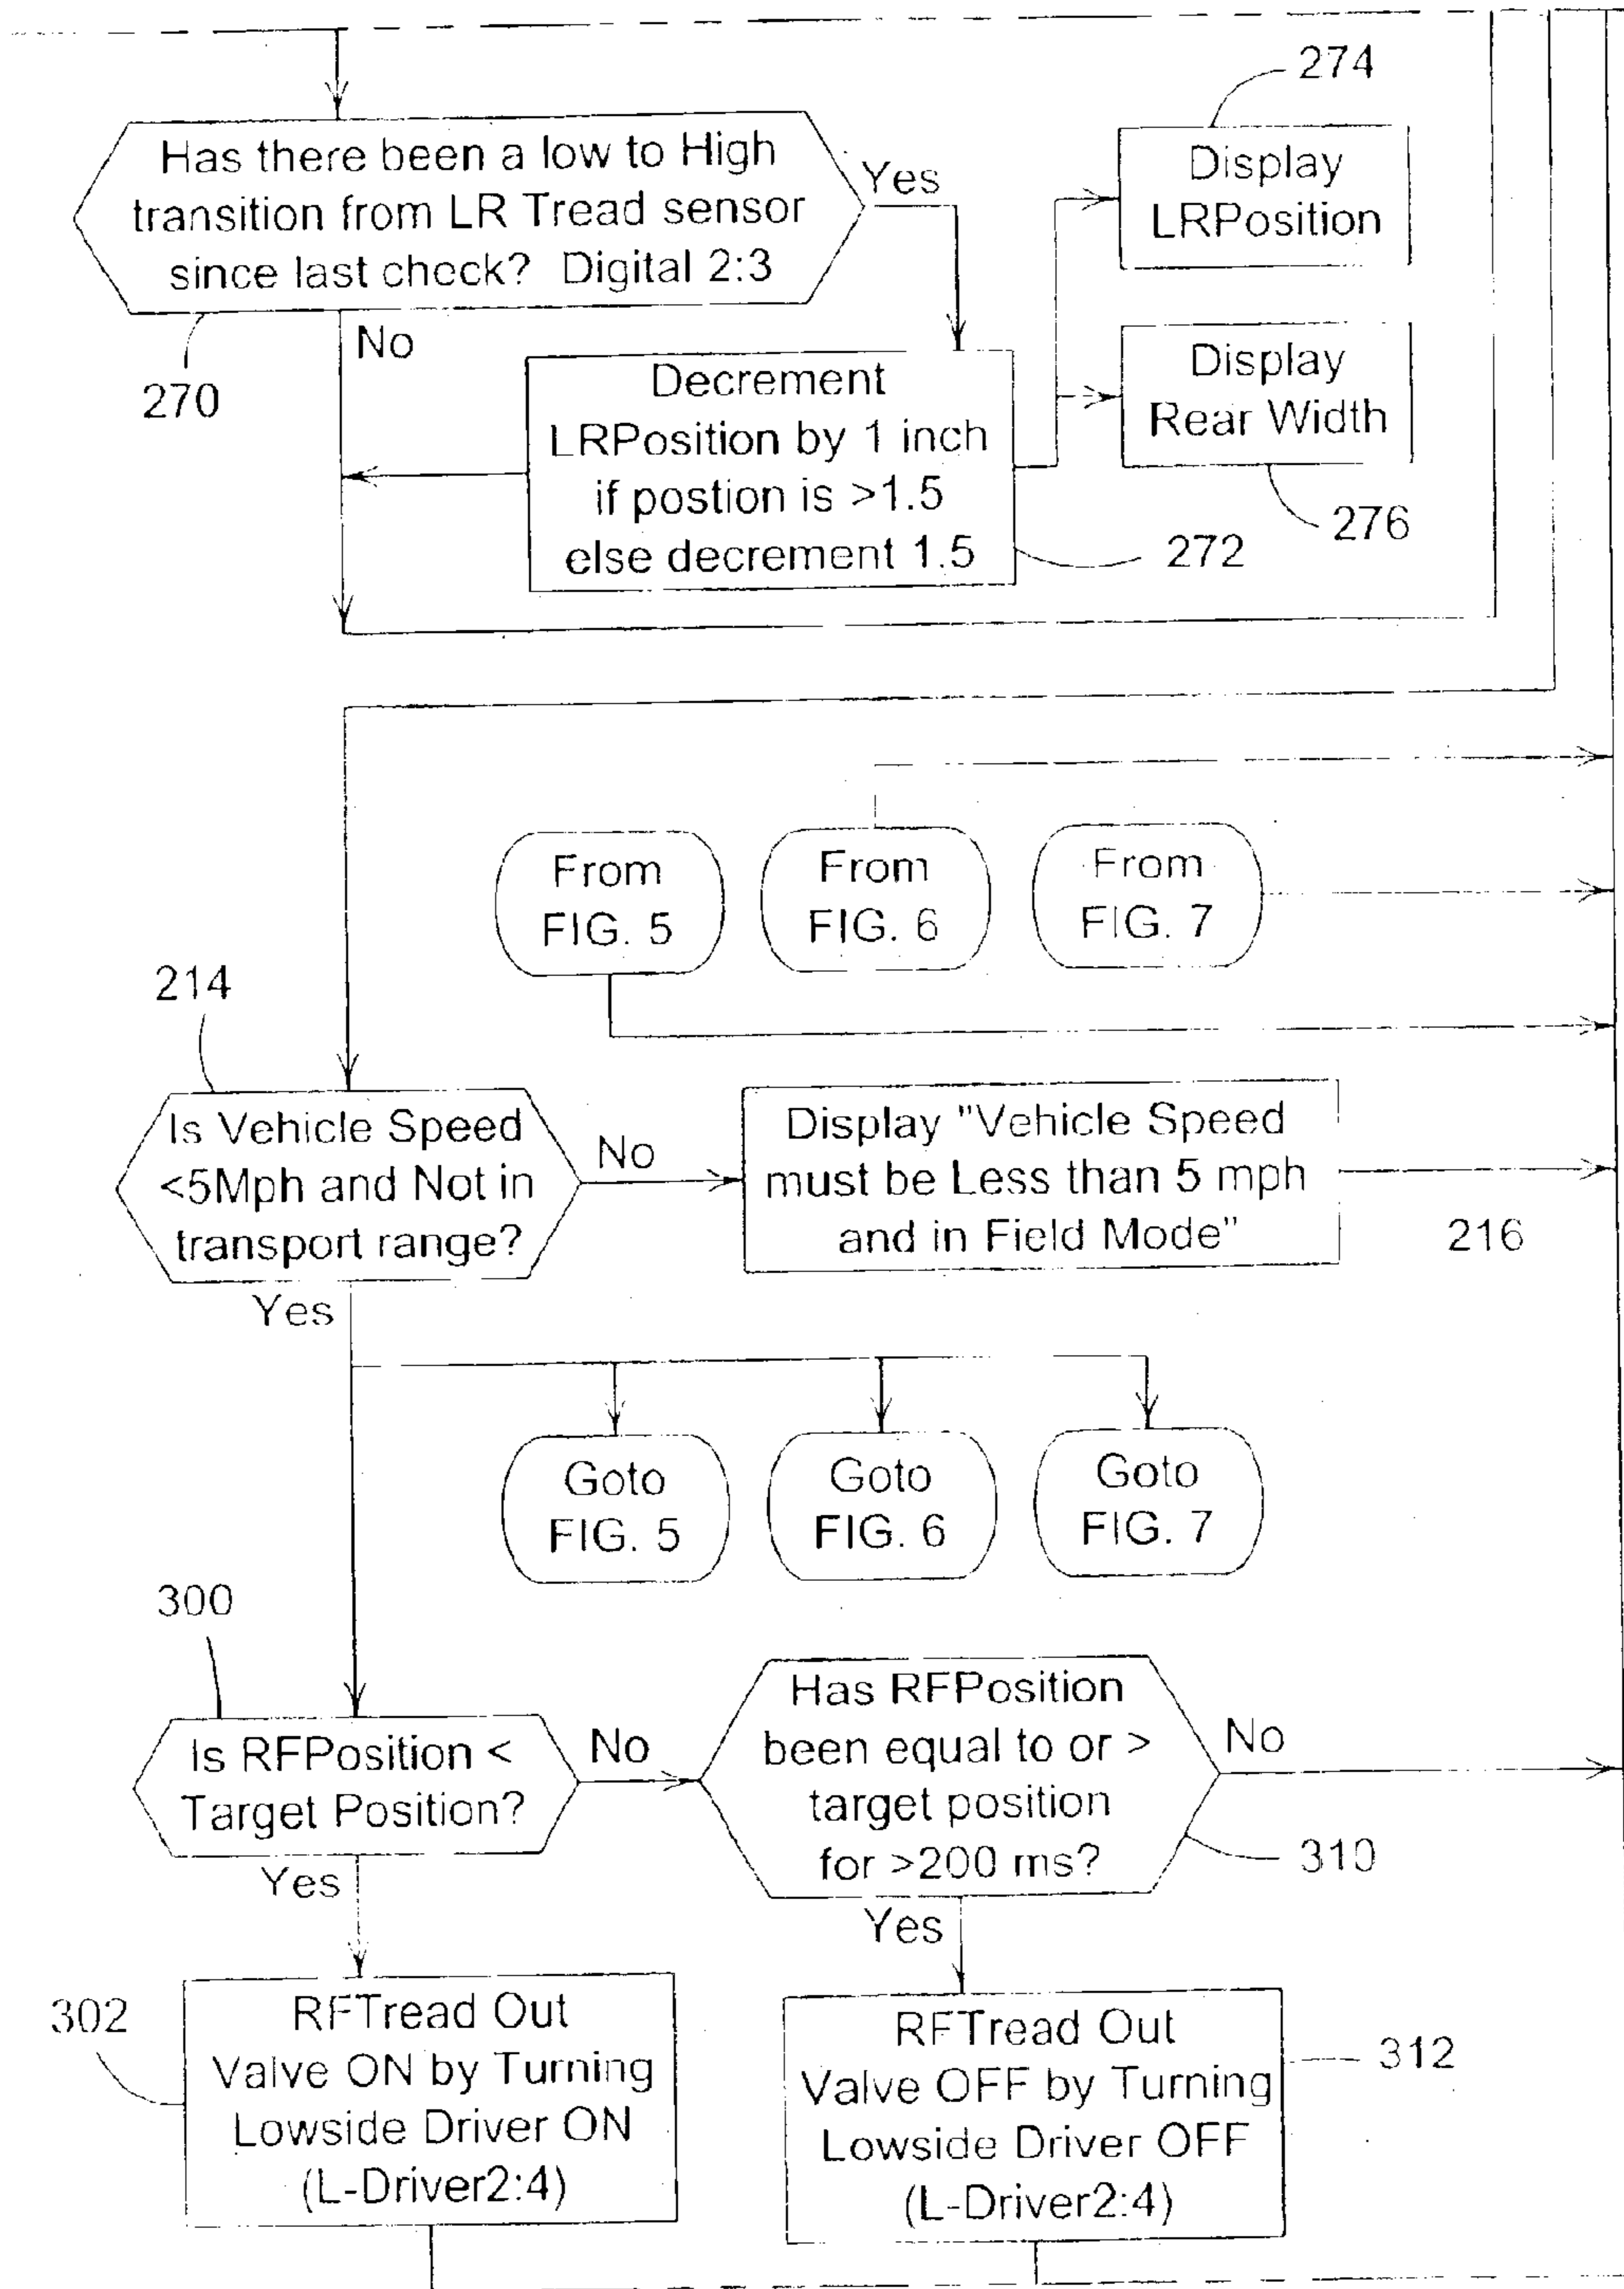 274
Has there been a low to High
transition from LR Tread sensor
since last check? Digital 2:3
Yes
Display
LRPosition
No
270
Decrement
LRPosition by 1 inch
if postion is >1.5
else decrement 1.5
272
Display
Rear Width
276
From
FIG. 5
From
FIG. 6
From
FIG. 7
214
Is Vehicle Speed
<5Mph and Not in
transport range?
No
Display "Vehicle Speed
must be Less than 5 mph
and in Field Mode"
216
Yes
Goto
FIG. 5
Goto
FIG. 6
Goto
FIG. 7
300
Is RFPosition <
Target Position?
No
Has RFPosition
been equal to or >
target position
for >200 ms?
No
310
Yes
Yes
302
RFTread Out
Valve ON by Turning
Lowside Driver ON
(L-Driver2:4)
RFTread Out
Valve OFF by Turning
Lowside Driver OFF
(L-Driver2:4)
312